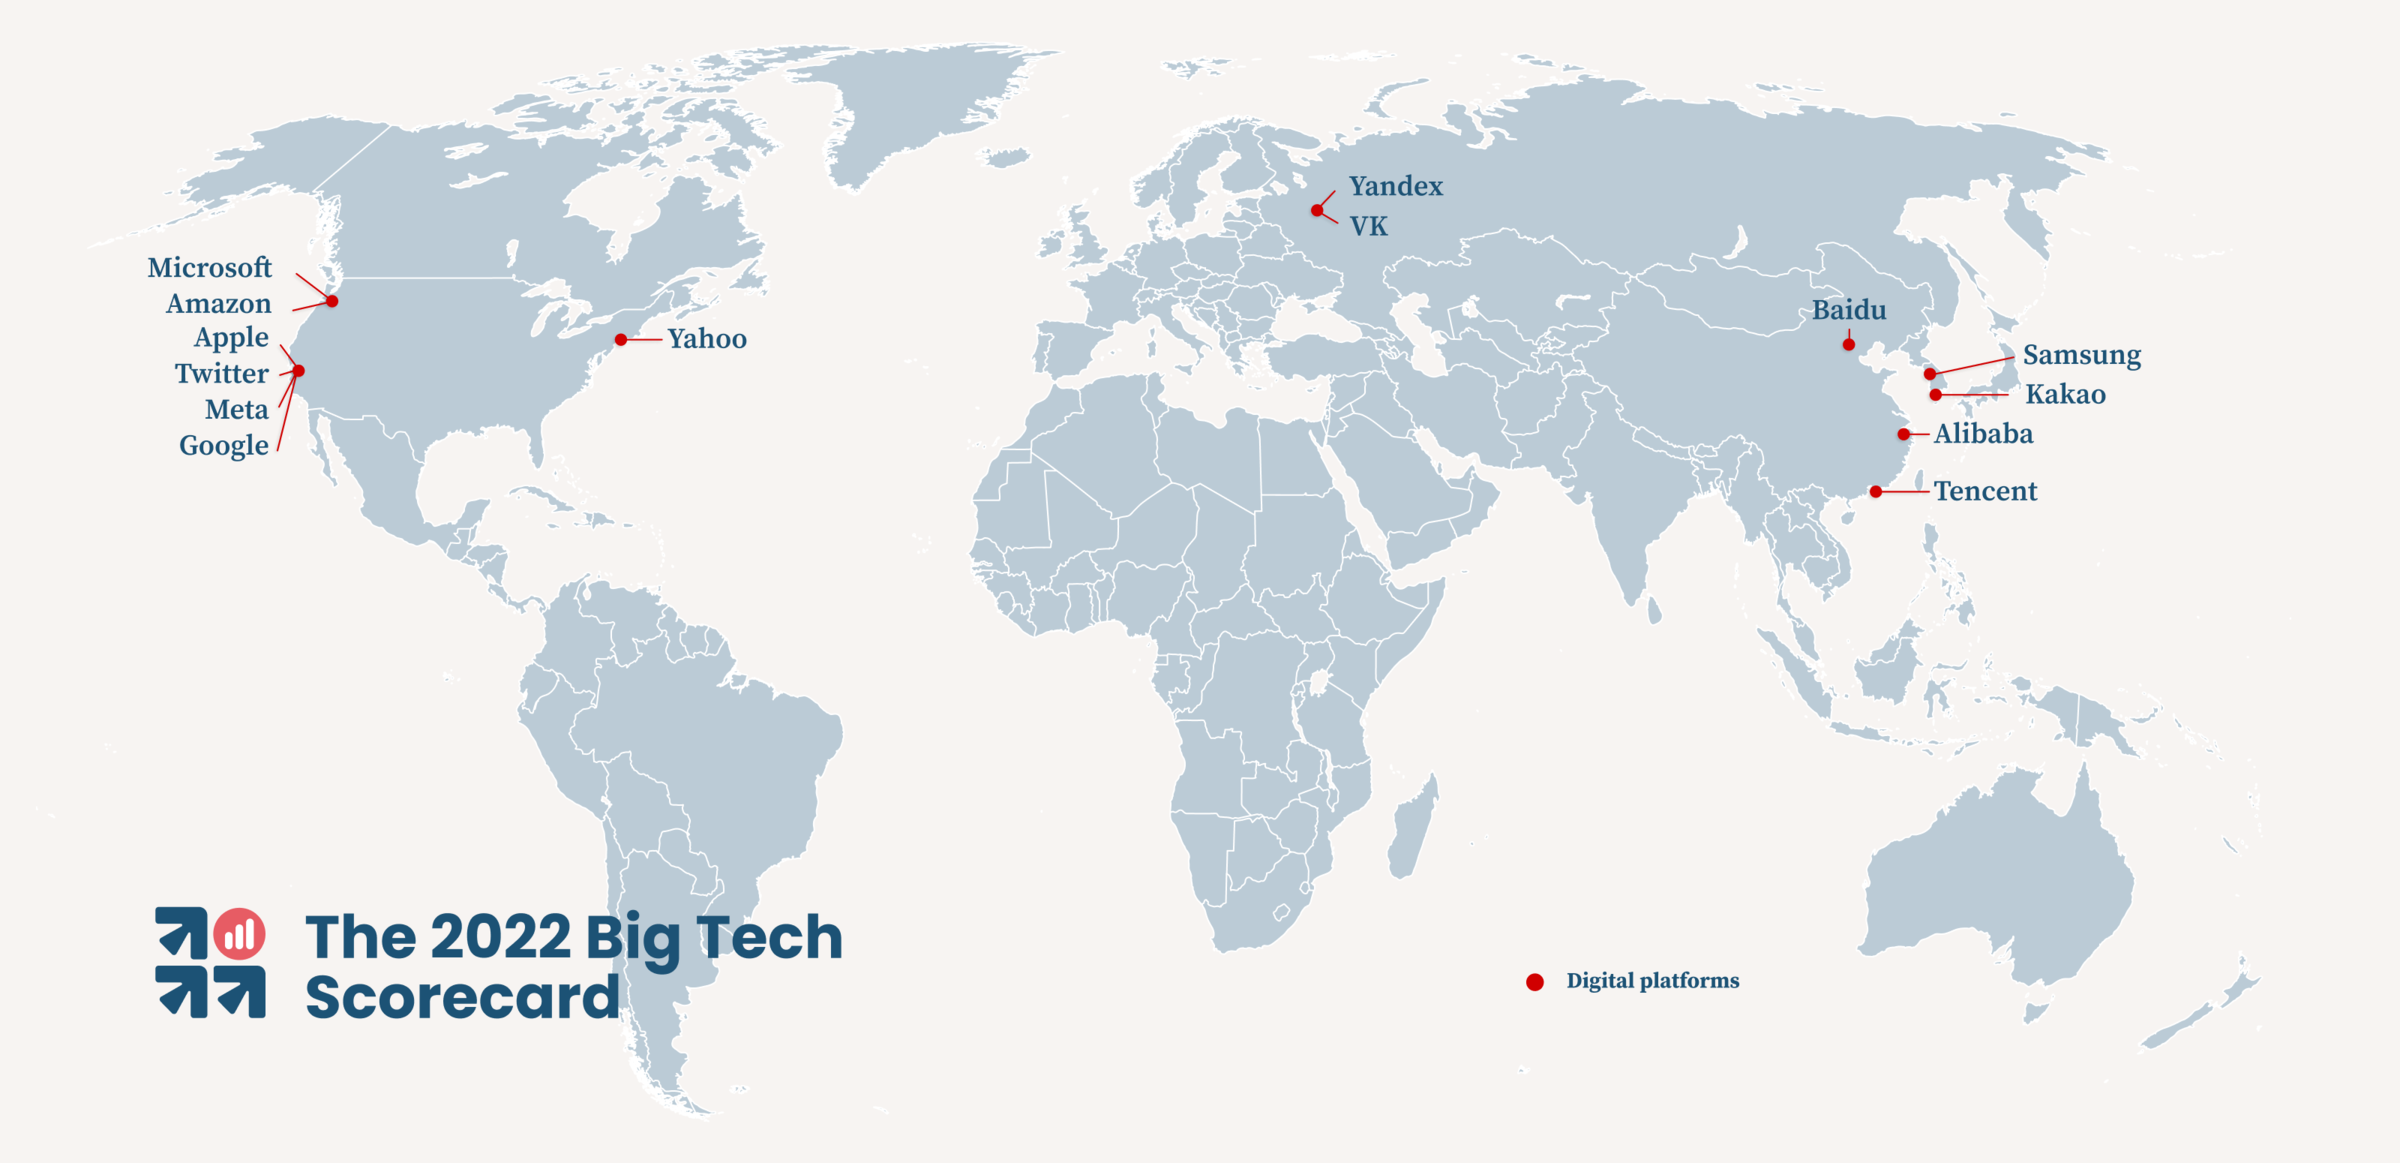 Microsoft
Amazon
Apple
Twitter
Meta
Google
Yahoo
Yandex
VK
Baidu
Samsung
Kakao
Alibaba
Tencent
The 2022 Big Tech
Scorecard
Digital platforms